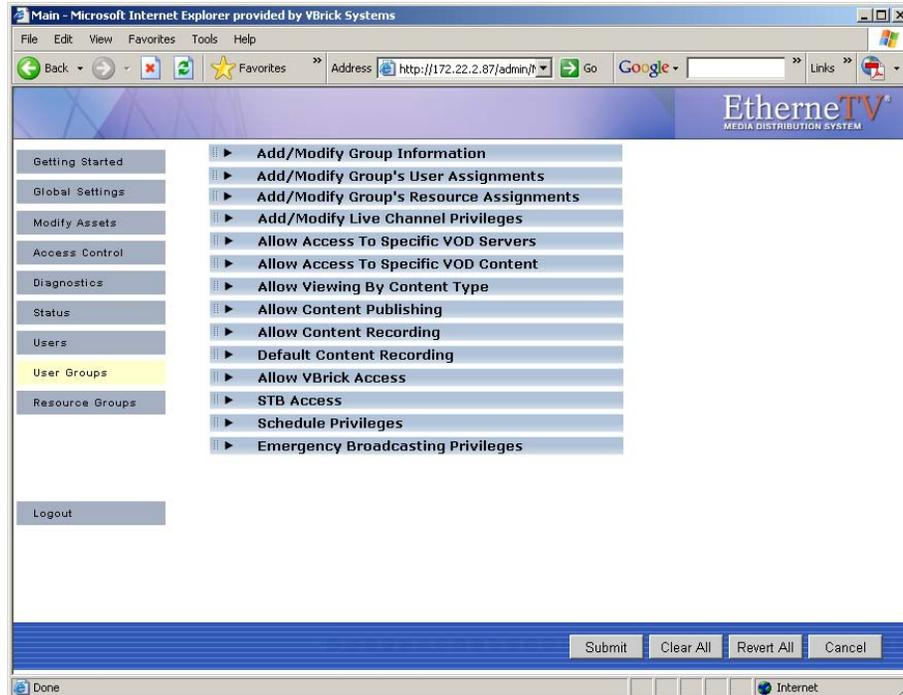 Main - Microsoft Internet Explorer provided by VBrick Systems
File Edit View Favorites Tools Help
Back Favorites » Address http://172.22.2.87/admin/ Go Google » Links »
EtherneTV®
MEDIA DISTRIBUTION SYSTEM
Getting Started
Global Settings
Modify Assets
Access Control
Diagnostics
Status
Users
User Groups
Resource Groups
Logout
Add/Modify Group Information
Add/Modify Group's User Assignments
Add/Modify Group's Resource Assignments
Add/Modify Live Channel Privileges
Allow Access To Specific VOD Servers
Allow Access To Specific VOD Content
Allow Viewing By Content Type
Allow Content Publishing
Allow Content Recording
Default Content Recording
Allow VBrick Access
STB Access
Schedule Privileges
Emergency Broadcasting Privileges
Submit Clear All Revert All Cancel
Done Internet